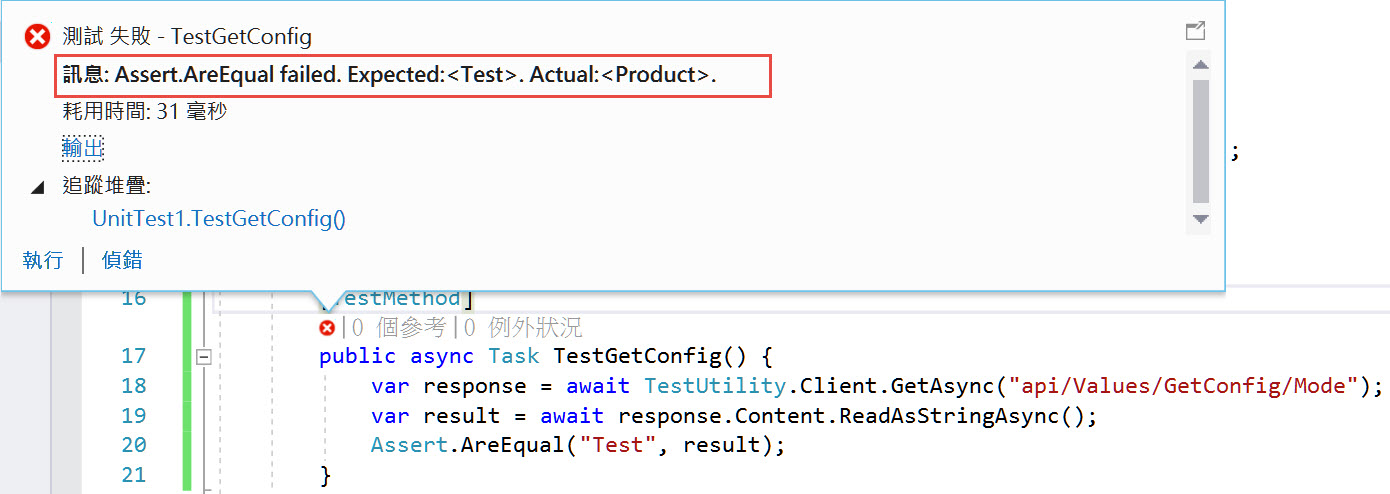 測試 失敗 - TestGetConfig
訊息: Assert.AreEqual failed. Expected:<Test>. Actual:<Product>.
耗用時間: 31 毫秒
輸出
;
追蹤堆疊:
UnitTest1.TestGetConfig()
執行 | 偵錯
16 [TestMethod]
|0 個參考|0 例外狀況
17 public async Task TestGetConfig() {
18 var response = await TestUtility.Client.GetAsync("api/Values/GetConfig/Mode");
19 var result = await response.Content.ReadAsStringAsync();
20 Assert.AreEqual("Test", result);
21 }